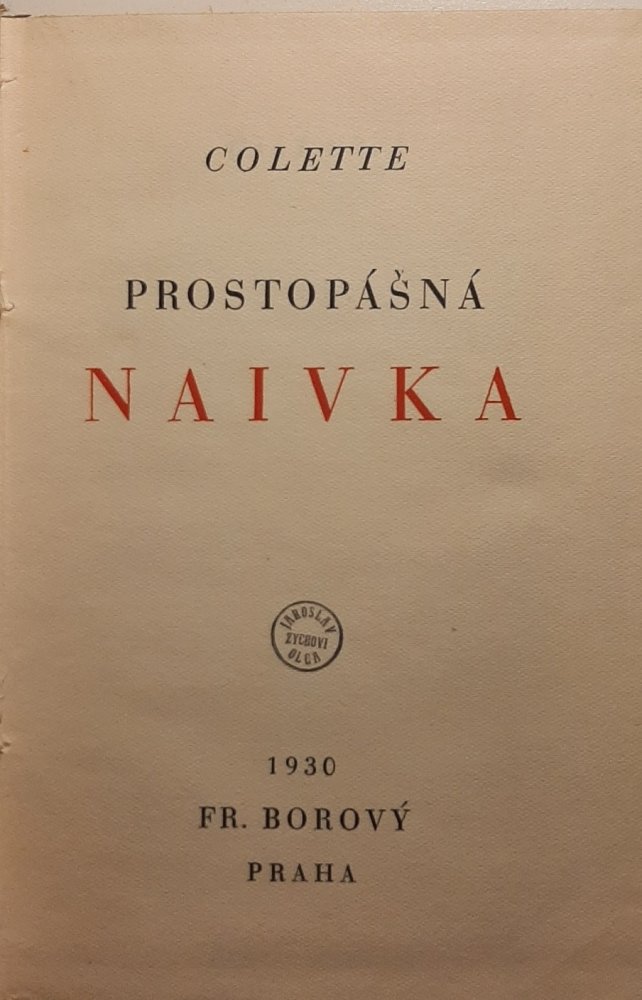 COLETTE
PROSTOPÁŠNÁ
NAIVKA
JAROSLAV
ZYCHOVI
OLGA
1930
FR. BOROVÝ
PRAHA